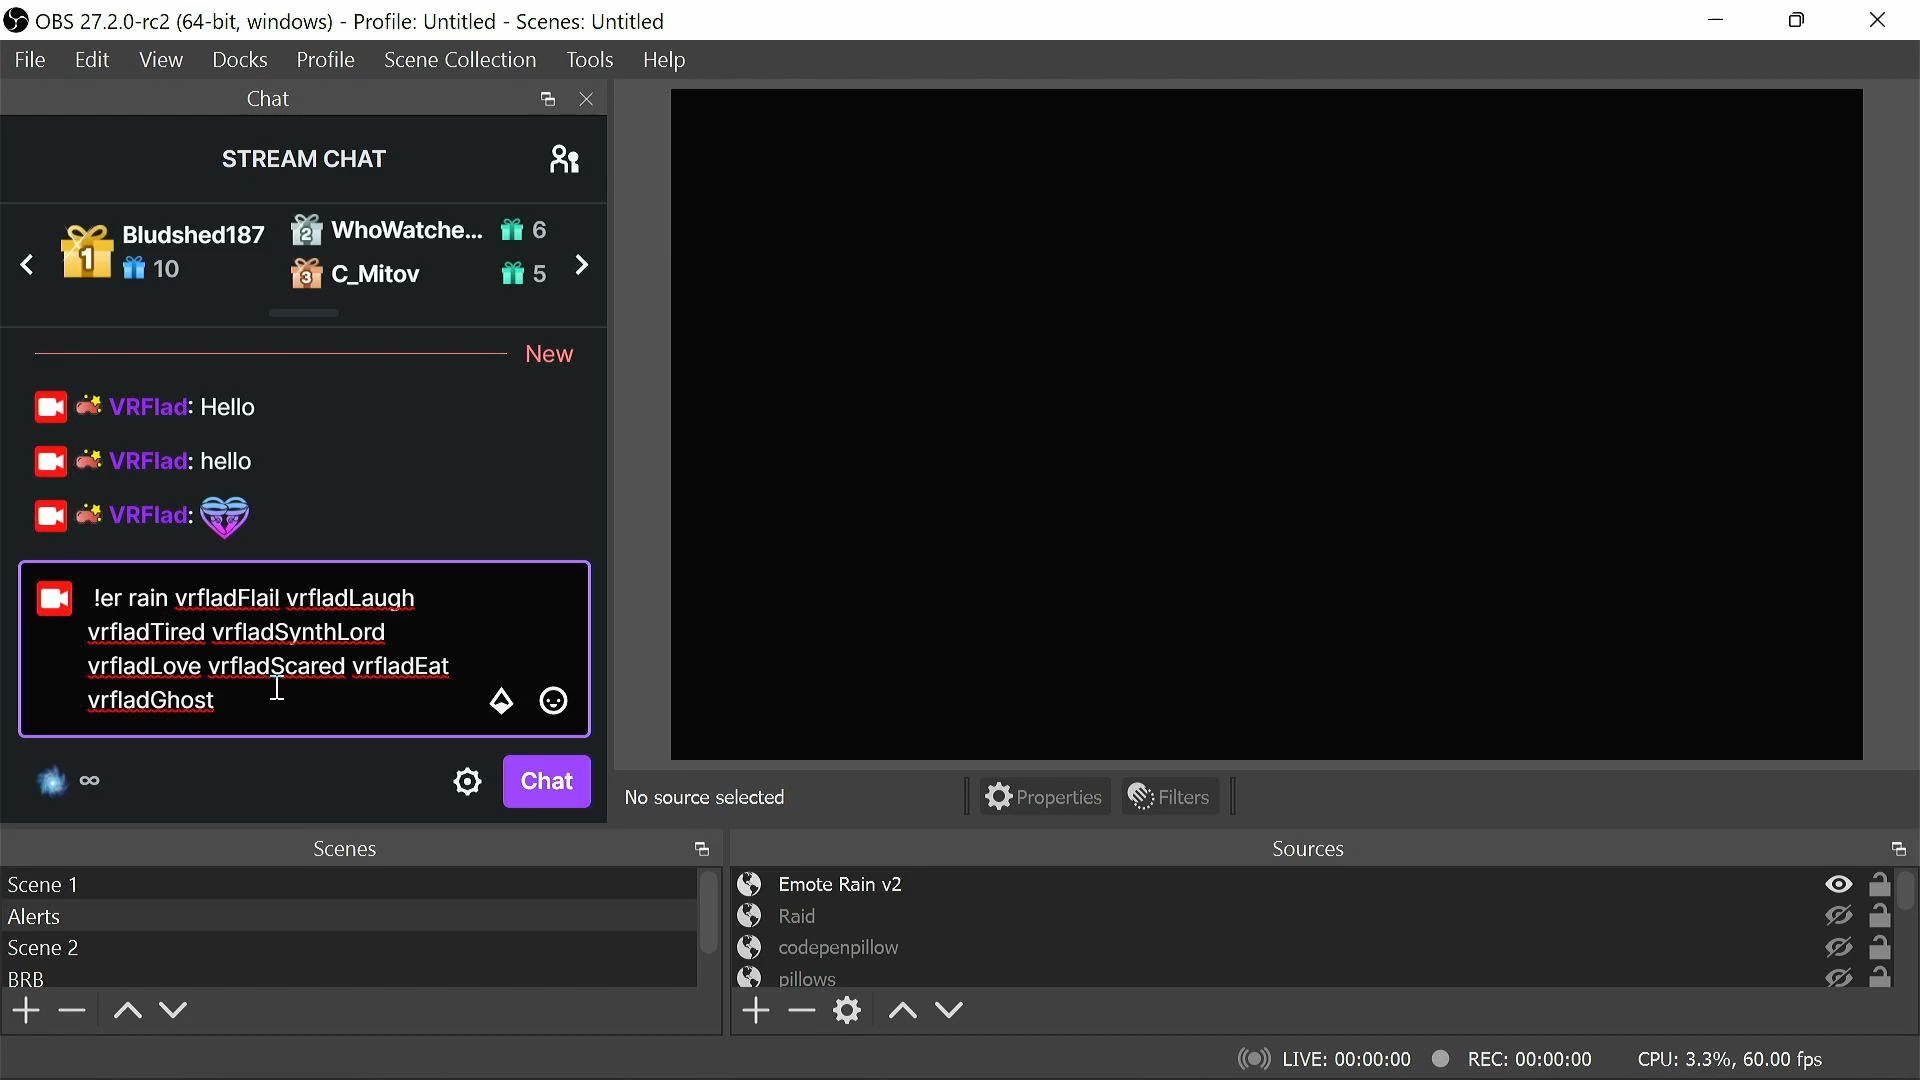 OBS 27.2.0-rc2 (64-bit, windows) - Profile: Untitled - Scenes: Untitled
File Edit View Docks Profile Scene Collection Tools Help
Chat
STREAM CHAT
1 Bludshed187 10
2 WhoWatche... 6
3 C_Mitov 5
New
VRFlad: Hello
VRFlad: hello
VRFlad:
!er rain vrfladFlail vrfladLaugh
vrfladTired vrfladSynthLord
vrfladLove vrfladScared vrfladEat
vrfladGhost
∞ Chat
No source selected Properties Filters
Scenes
Scene 1
Alerts
Scene 2
BRB
Sources
Emote Rain v2
Raid
codepenpillow
pillows
LIVE: 00:00:00 REC: 00:00:00 CPU: 3.3%, 60.00 fps